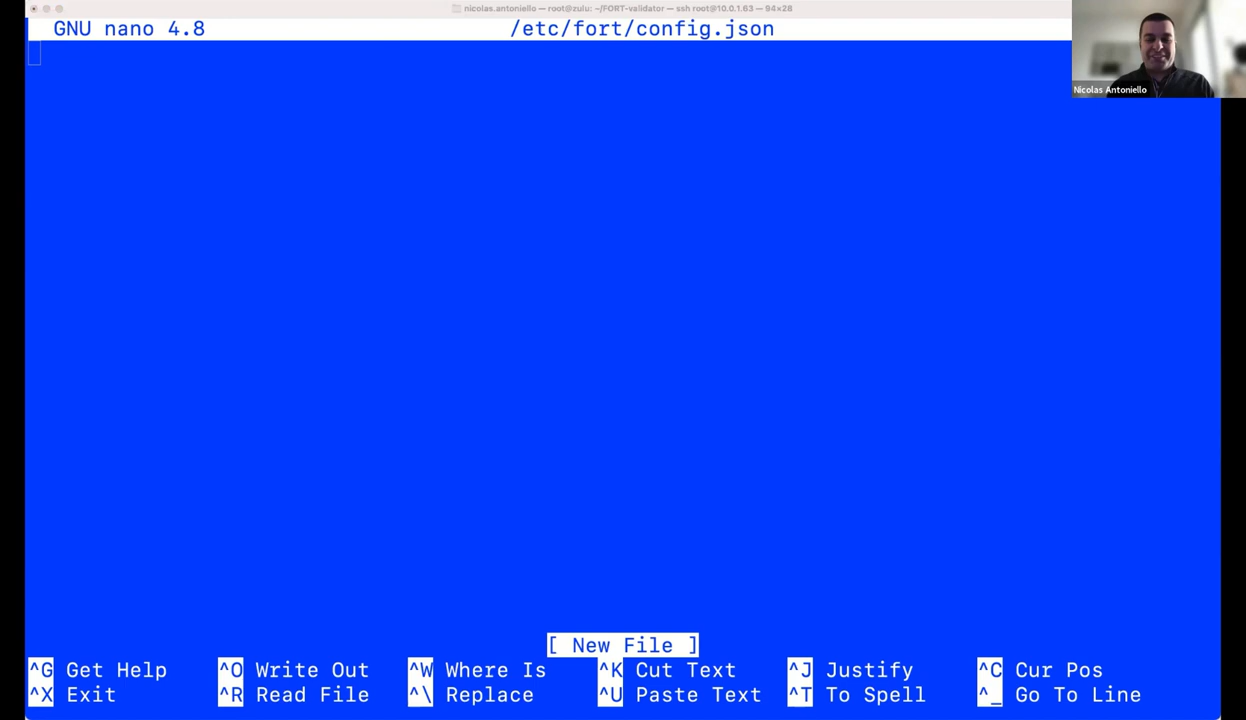 nicolas.antoniello — root@zulu: ~/FORT-validator — ssh root@10.0.1.63 — 94×28
GNU nano 4.8 /etc/fort/config.json
Nicolas Antoniello
[ New File ]
^G Get Help ^O Write Out ^W Where Is ^K Cut Text ^J Justify ^C Cur Pos
^X Exit ^R Read File ^\ Replace ^U Paste Text ^T To Spell ^_ Go To Line